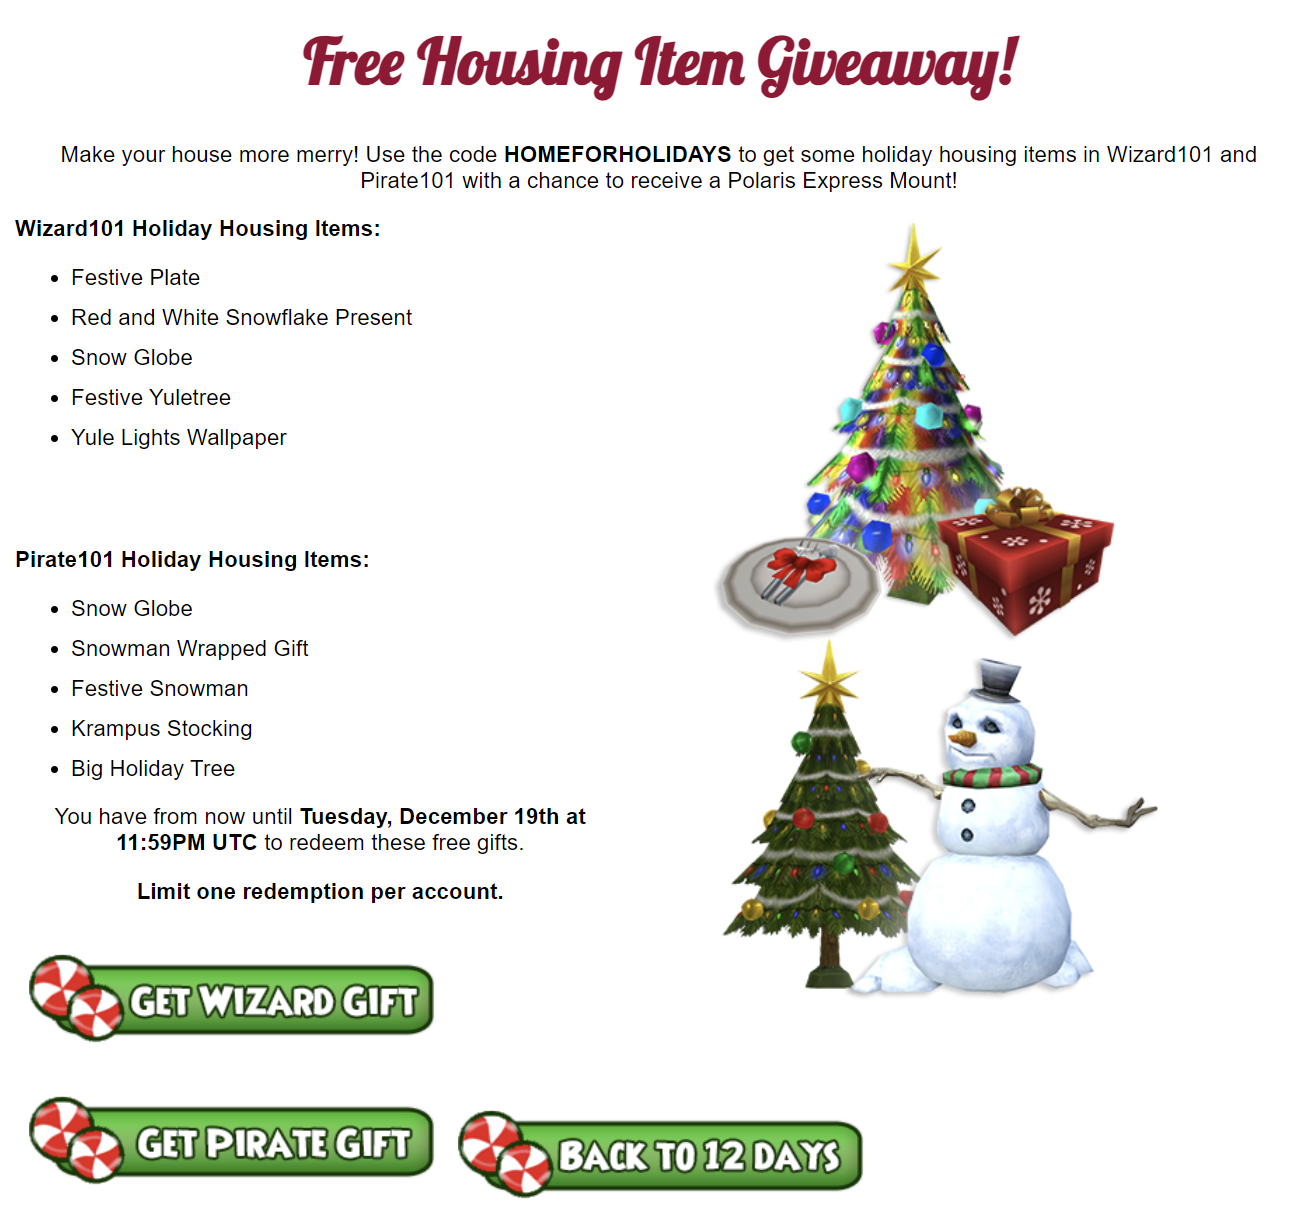 Free Housing Item Giveaway!
Make your house more merry! Use the code HOMEFORHOLIDAYS to get some holiday housing items in Wizard101 and
Pirate101 with a chance to receive a Polaris Express Mount!
Wizard101 Holiday Housing Items:
• Festive Plate
• Red and White Snowflake Present
• Snow Globe
• Festive Yuletree
• Yule Lights Wallpaper
Pirate101 Holiday Housing Items:
• Snow Globe
• Snowman Wrapped Gift
• Festive Snowman
• Krampus Stocking
• Big Holiday Tree
You have from now until Tuesday, December 19th at
11:59PM UTC to redeem these free gifts.
Limit one redemption per account.
GET WIZARD GIFT
GET PIRATE GIFT
BACK TO 12 DAYS